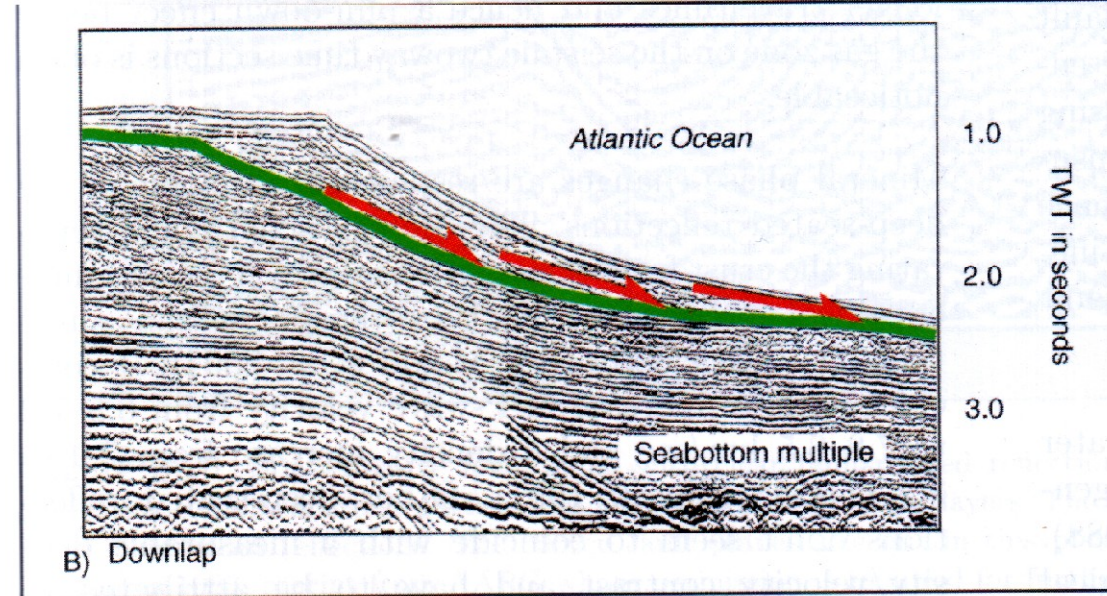 Atlantic Ocean
1.0
2.0
3.0
TWT in seconds
Seabottom multiple
B) Downlap